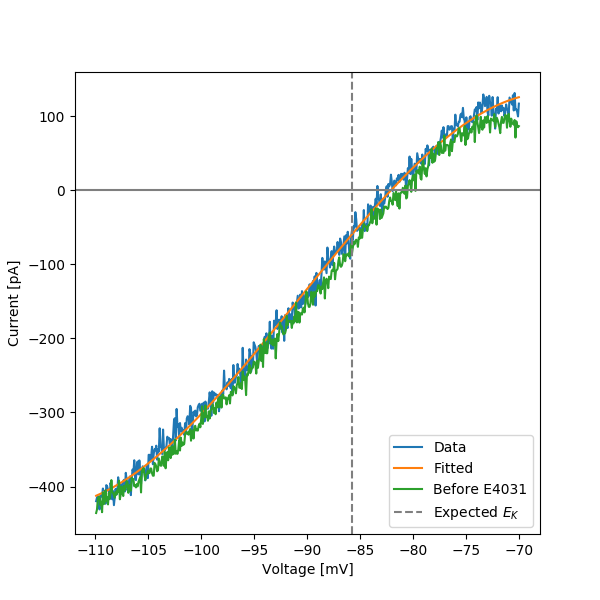 100
0
−100
−200
−300
−400
Current [pA]
Data
Fitted
Before E4031
Expected $E_K$
−110
−105
−100
−95
−90
−85
−80
−75
−70
Voltage [mV]